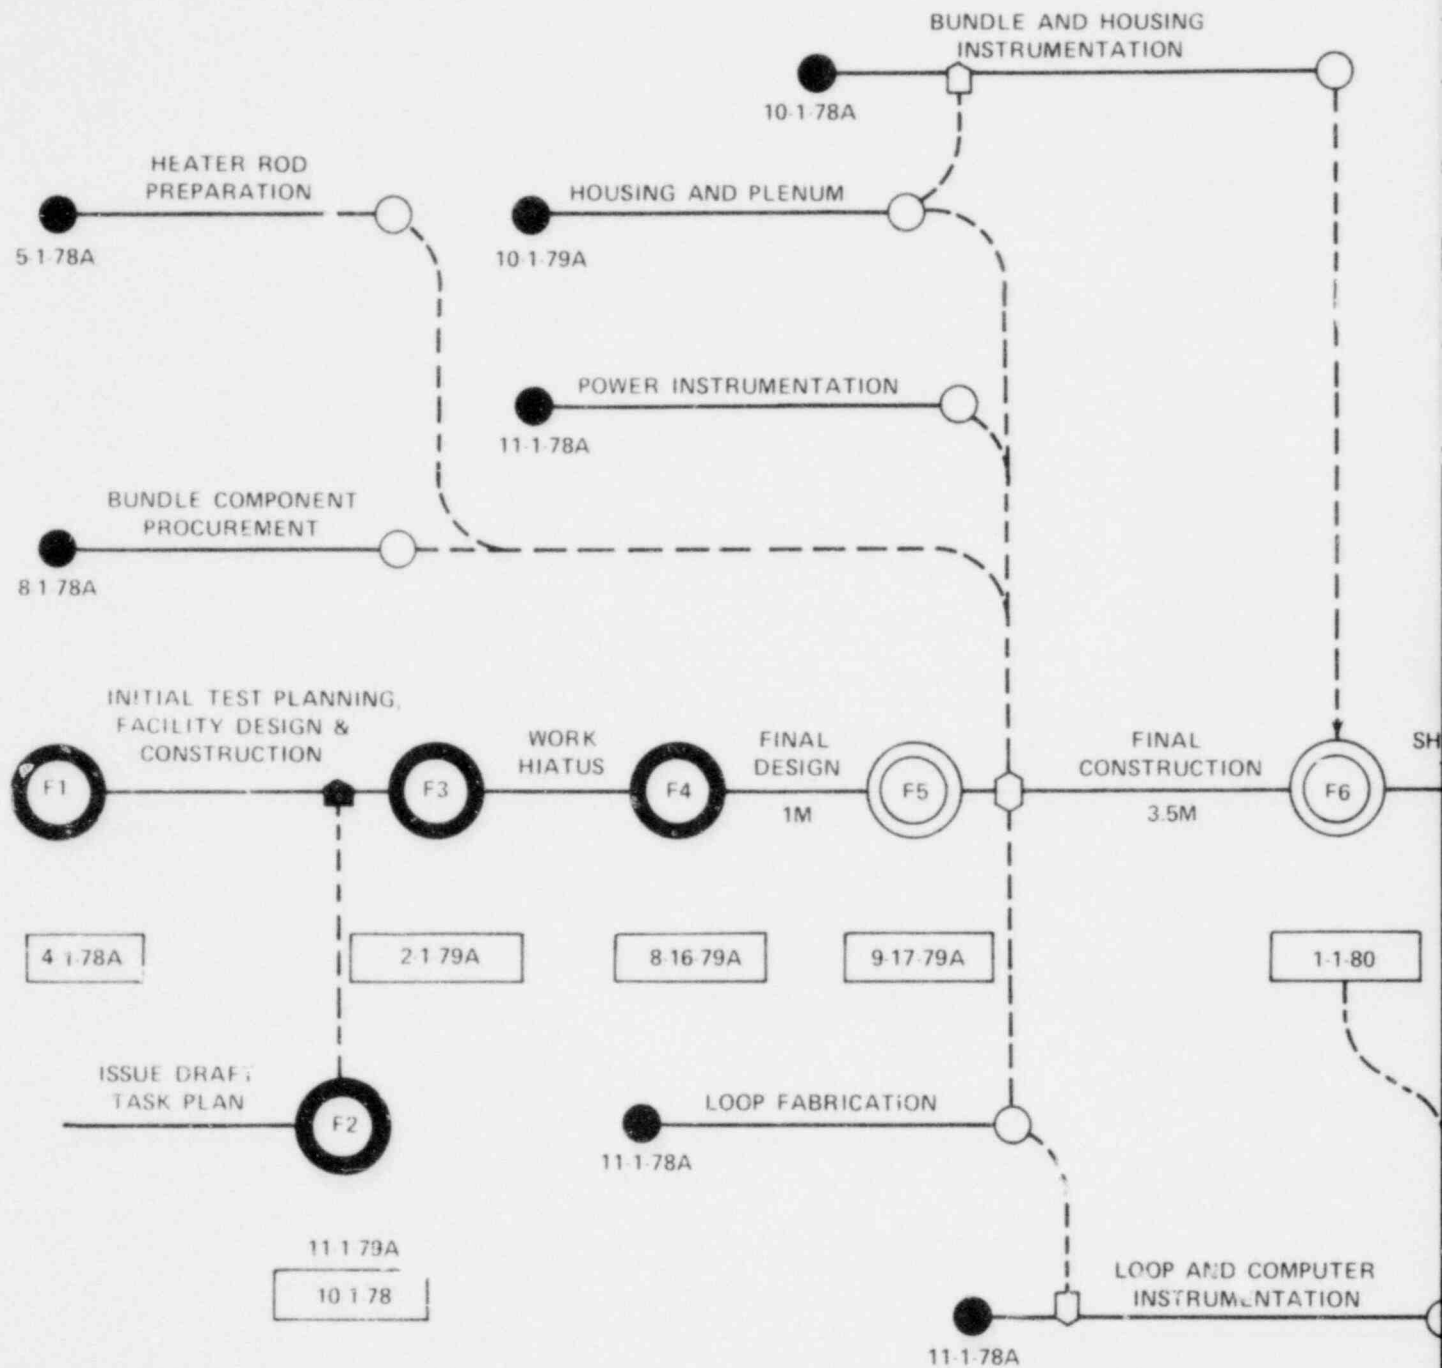 BUNDLE AND HOUSING
INSTRUMENTATION
10-1-78A
HEATER ROD
PREPARATION
5-1-78A
HOUSING AND PLENUM
10-1-79A
POWER INSTRUMENTATION
11-1-78A
BUNDLE COMPONENT
PROCUREMENT
8-1-78A
INITIAL TEST PLANNING,
FACILITY DESIGN &
CONSTRUCTION
WORK
HIATUS
FINAL
DESIGN
FINAL
CONSTRUCTION
SH
F1
F3
F4
1M
F5
3.5M
F6
4-1-78A
2-1-79A
8-16-79A
9-17-79A
1-1-80
ISSUE DRAFT
TASK PLAN
F2
11-1-79A
10-1-78
LOOP FABRICATION
11-1-78A
LOOP AND COMPUTER
INSTRUMENTATION
11-1-78A